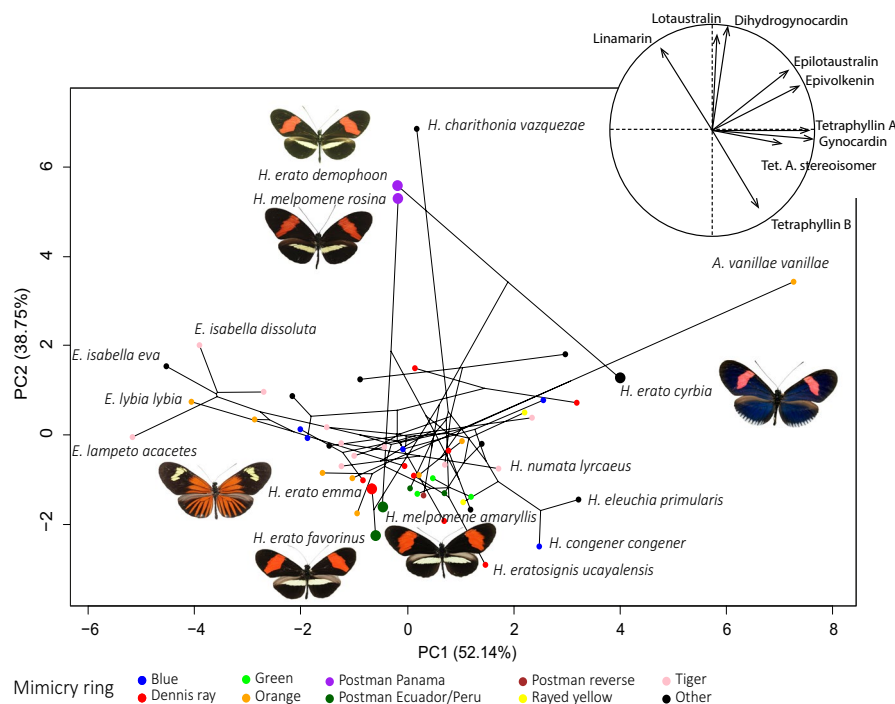 Lotaustralin
Dihydrogynocardin
Linamarin
Epilotaustralin
Epivolkenin
Tetraphyllin A
Gynocardin
Tet. A. stereoisomer
Tetraphyllin B
H. charithonia vazquezae
H. erato demophoon
H. melpomene rosina
A. vanillae vanillae
E. isabella dissoluta
E. isabella eva
E. lybia lybia
H. erato cyrbia
E. lampeto acacetes
H. numata lyrcaeus
H. erato emma
H. eleuchia primularis
H. melpomene amaryllis
H. erato favorinus
H. congener congener
H. eratosignis ucayalensis
PC2 (38.75%)
6
4
2
0
−2
−6 −4 −2 0 2 4 6 8
PC1 (52.14%)
Mimicry ring
Blue Green Postman Panama Postman reverse Tiger
Dennis ray Orange Postman Ecuador/Peru Rayed yellow Other